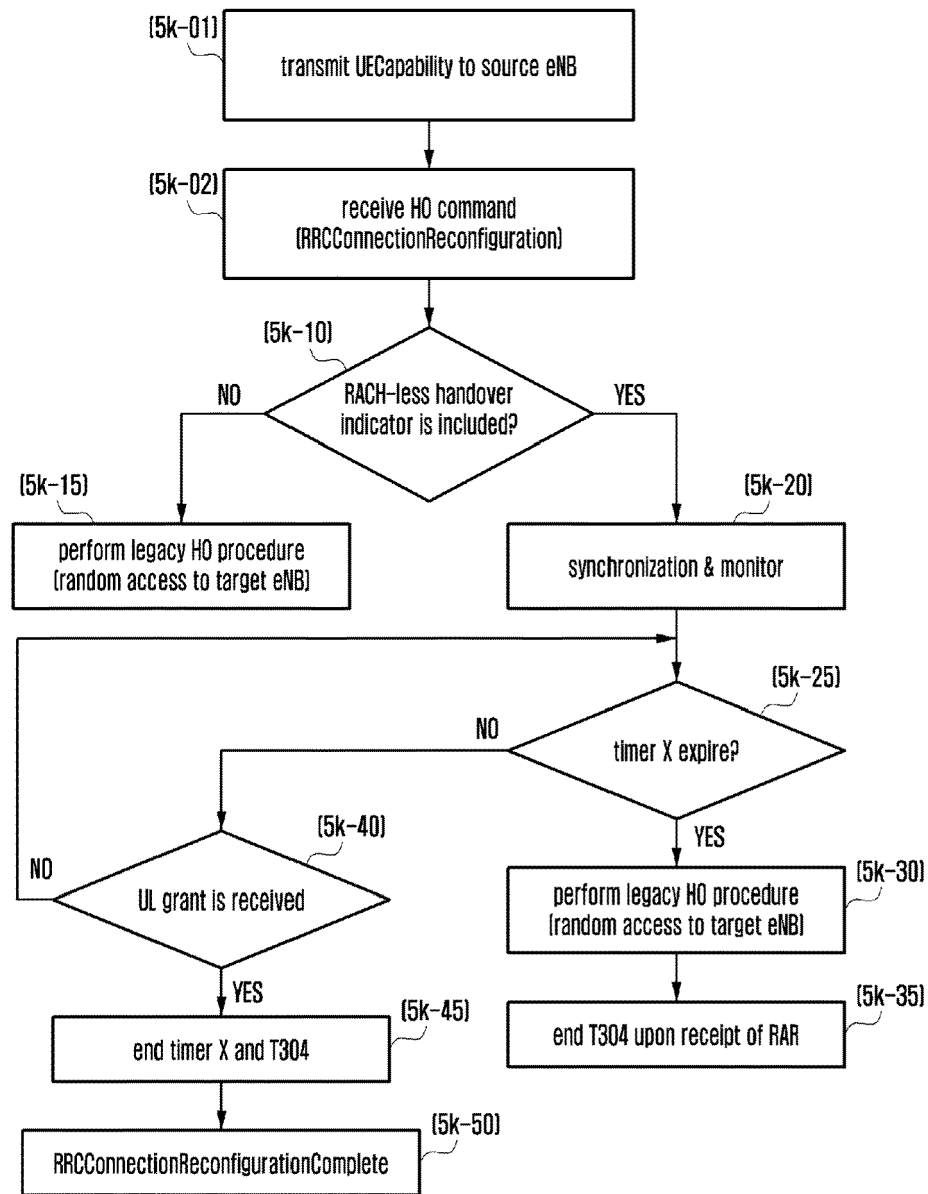 (5k-01)
transmit UECapability to source eNB
(5k-02)
receive HO command
(RRCConnectionReconfiguration)
(5k-10)
RACH-less handover
indicator is included?
NO
YES
(5k-15)
perform legacy HO procedure
(random access to target eNB)
(5k-20)
synchronization & monitor
(5k-25)
timer X expire?
NO
YES
(5k-40)
UL grant is received
NO
YES
(5k-30)
perform legacy HO procedure
(random access to target eNB)
(5k-35)
end T304 upon receipt of RAR
(5k-45)
end timer X and T304
(5k-50)
RRCConnectionReconfigurationComplete